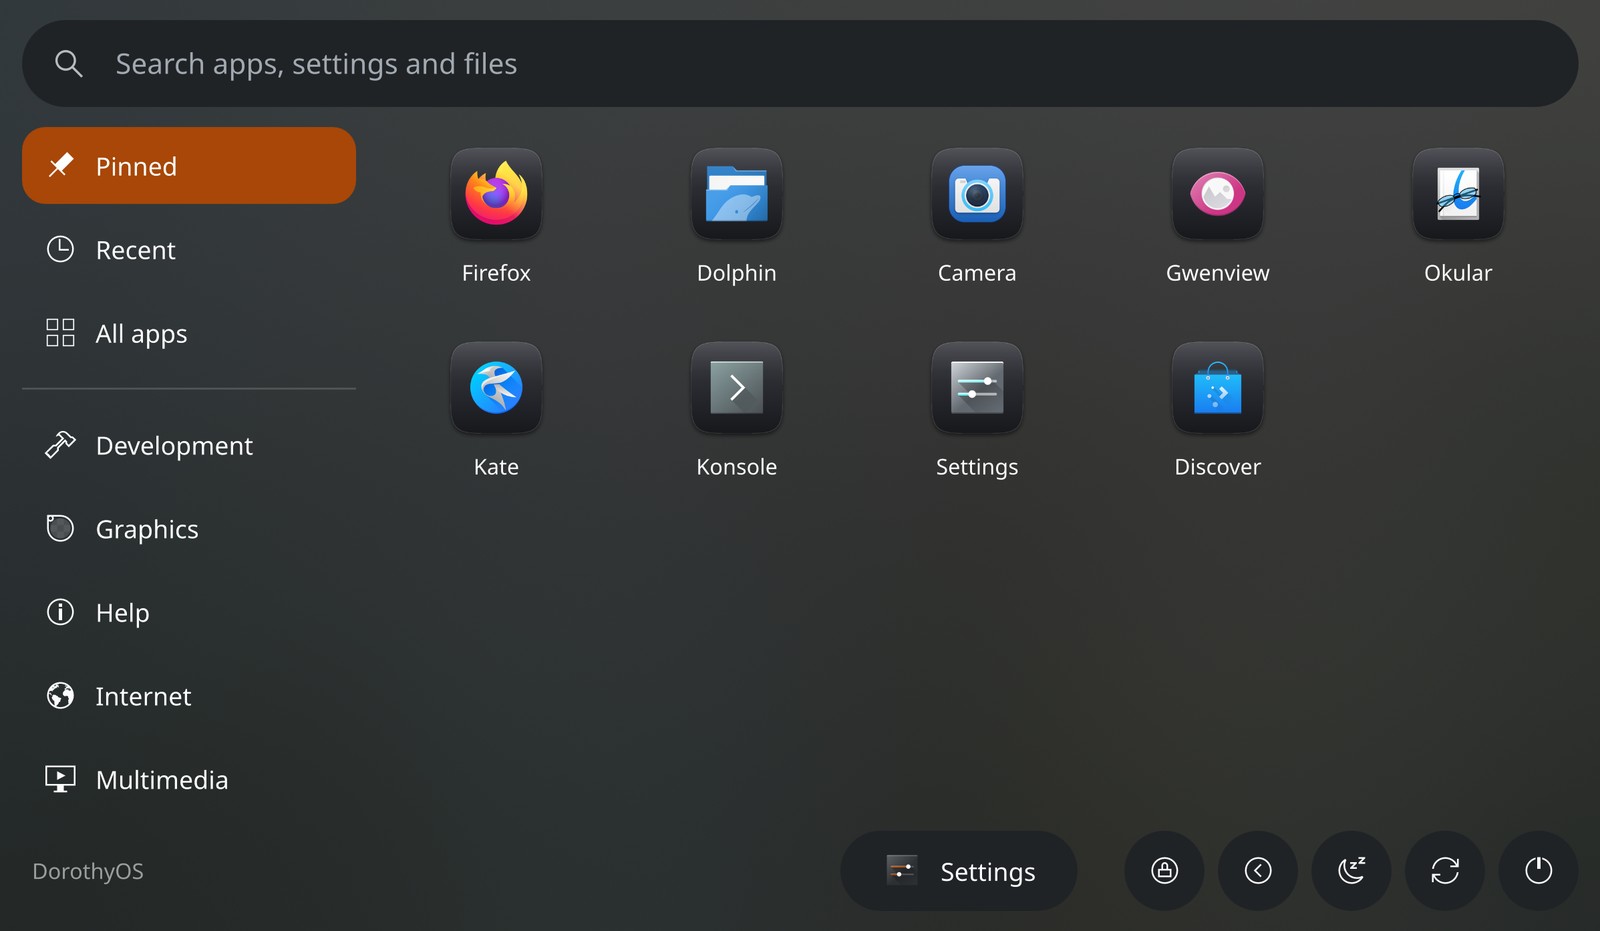 Search apps, settings and files
Pinned
Recent
All apps
Development
Graphics
Help
Internet
Multimedia
Firefox
Dolphin
Camera
Gwenview
Okular
Kate
Konsole
Settings
Discover
DorothyOS
Settings